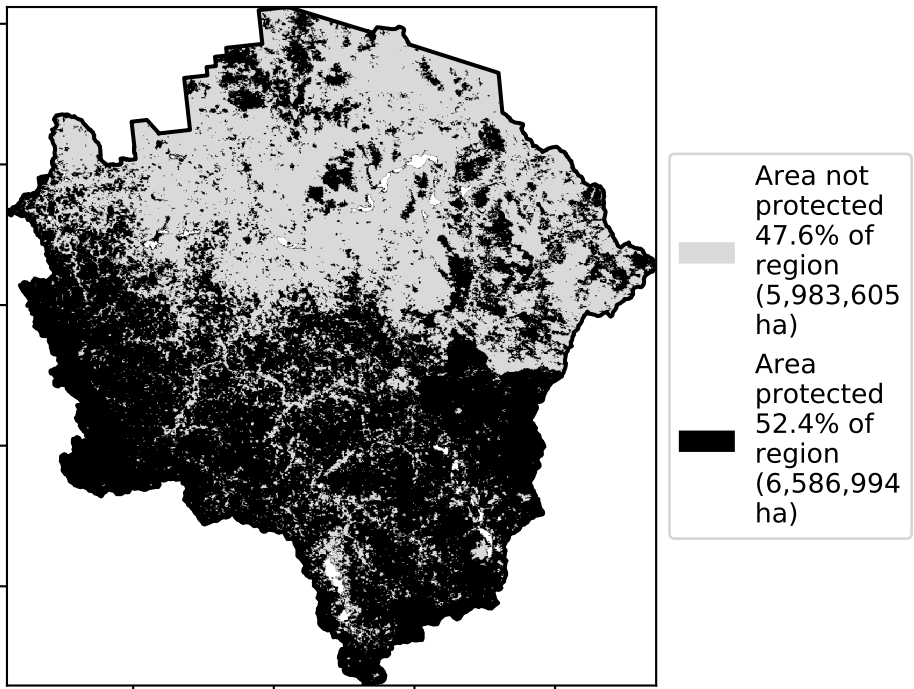 Area not
protected
47.6% of
region
(5,983,605
ha)
Area
protected
52.4% of
region
(6,586,994
ha)